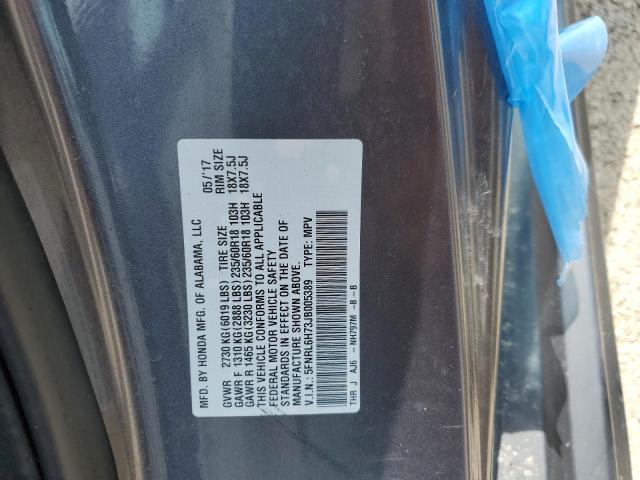 MFD. BY HONDA MFG. OF ALABAMA, LLC 05/'17
GVWR 2730 KG(6019 LBS) TIRE SIZE RIM SIZE
GAWR F 1310 KG(2888 LBS) 235/60R18 103H 18X7.5J
GAWR R 1465 KG(3230 LBS) 235/60R18 103H 18X7.5J
THIS VEHICLE CONFORMS TO ALL APPLICABLE
FEDERAL MOTOR VEHICLE SAFETY
STANDARDS IN EFFECT ON THE DATE OF
MANUFACTURE SHOWN ABOVE.
V.I.N.: 5FNRL6H73JB005389 TYPE: MPV
THR J AJ6 - NH797M -B -B